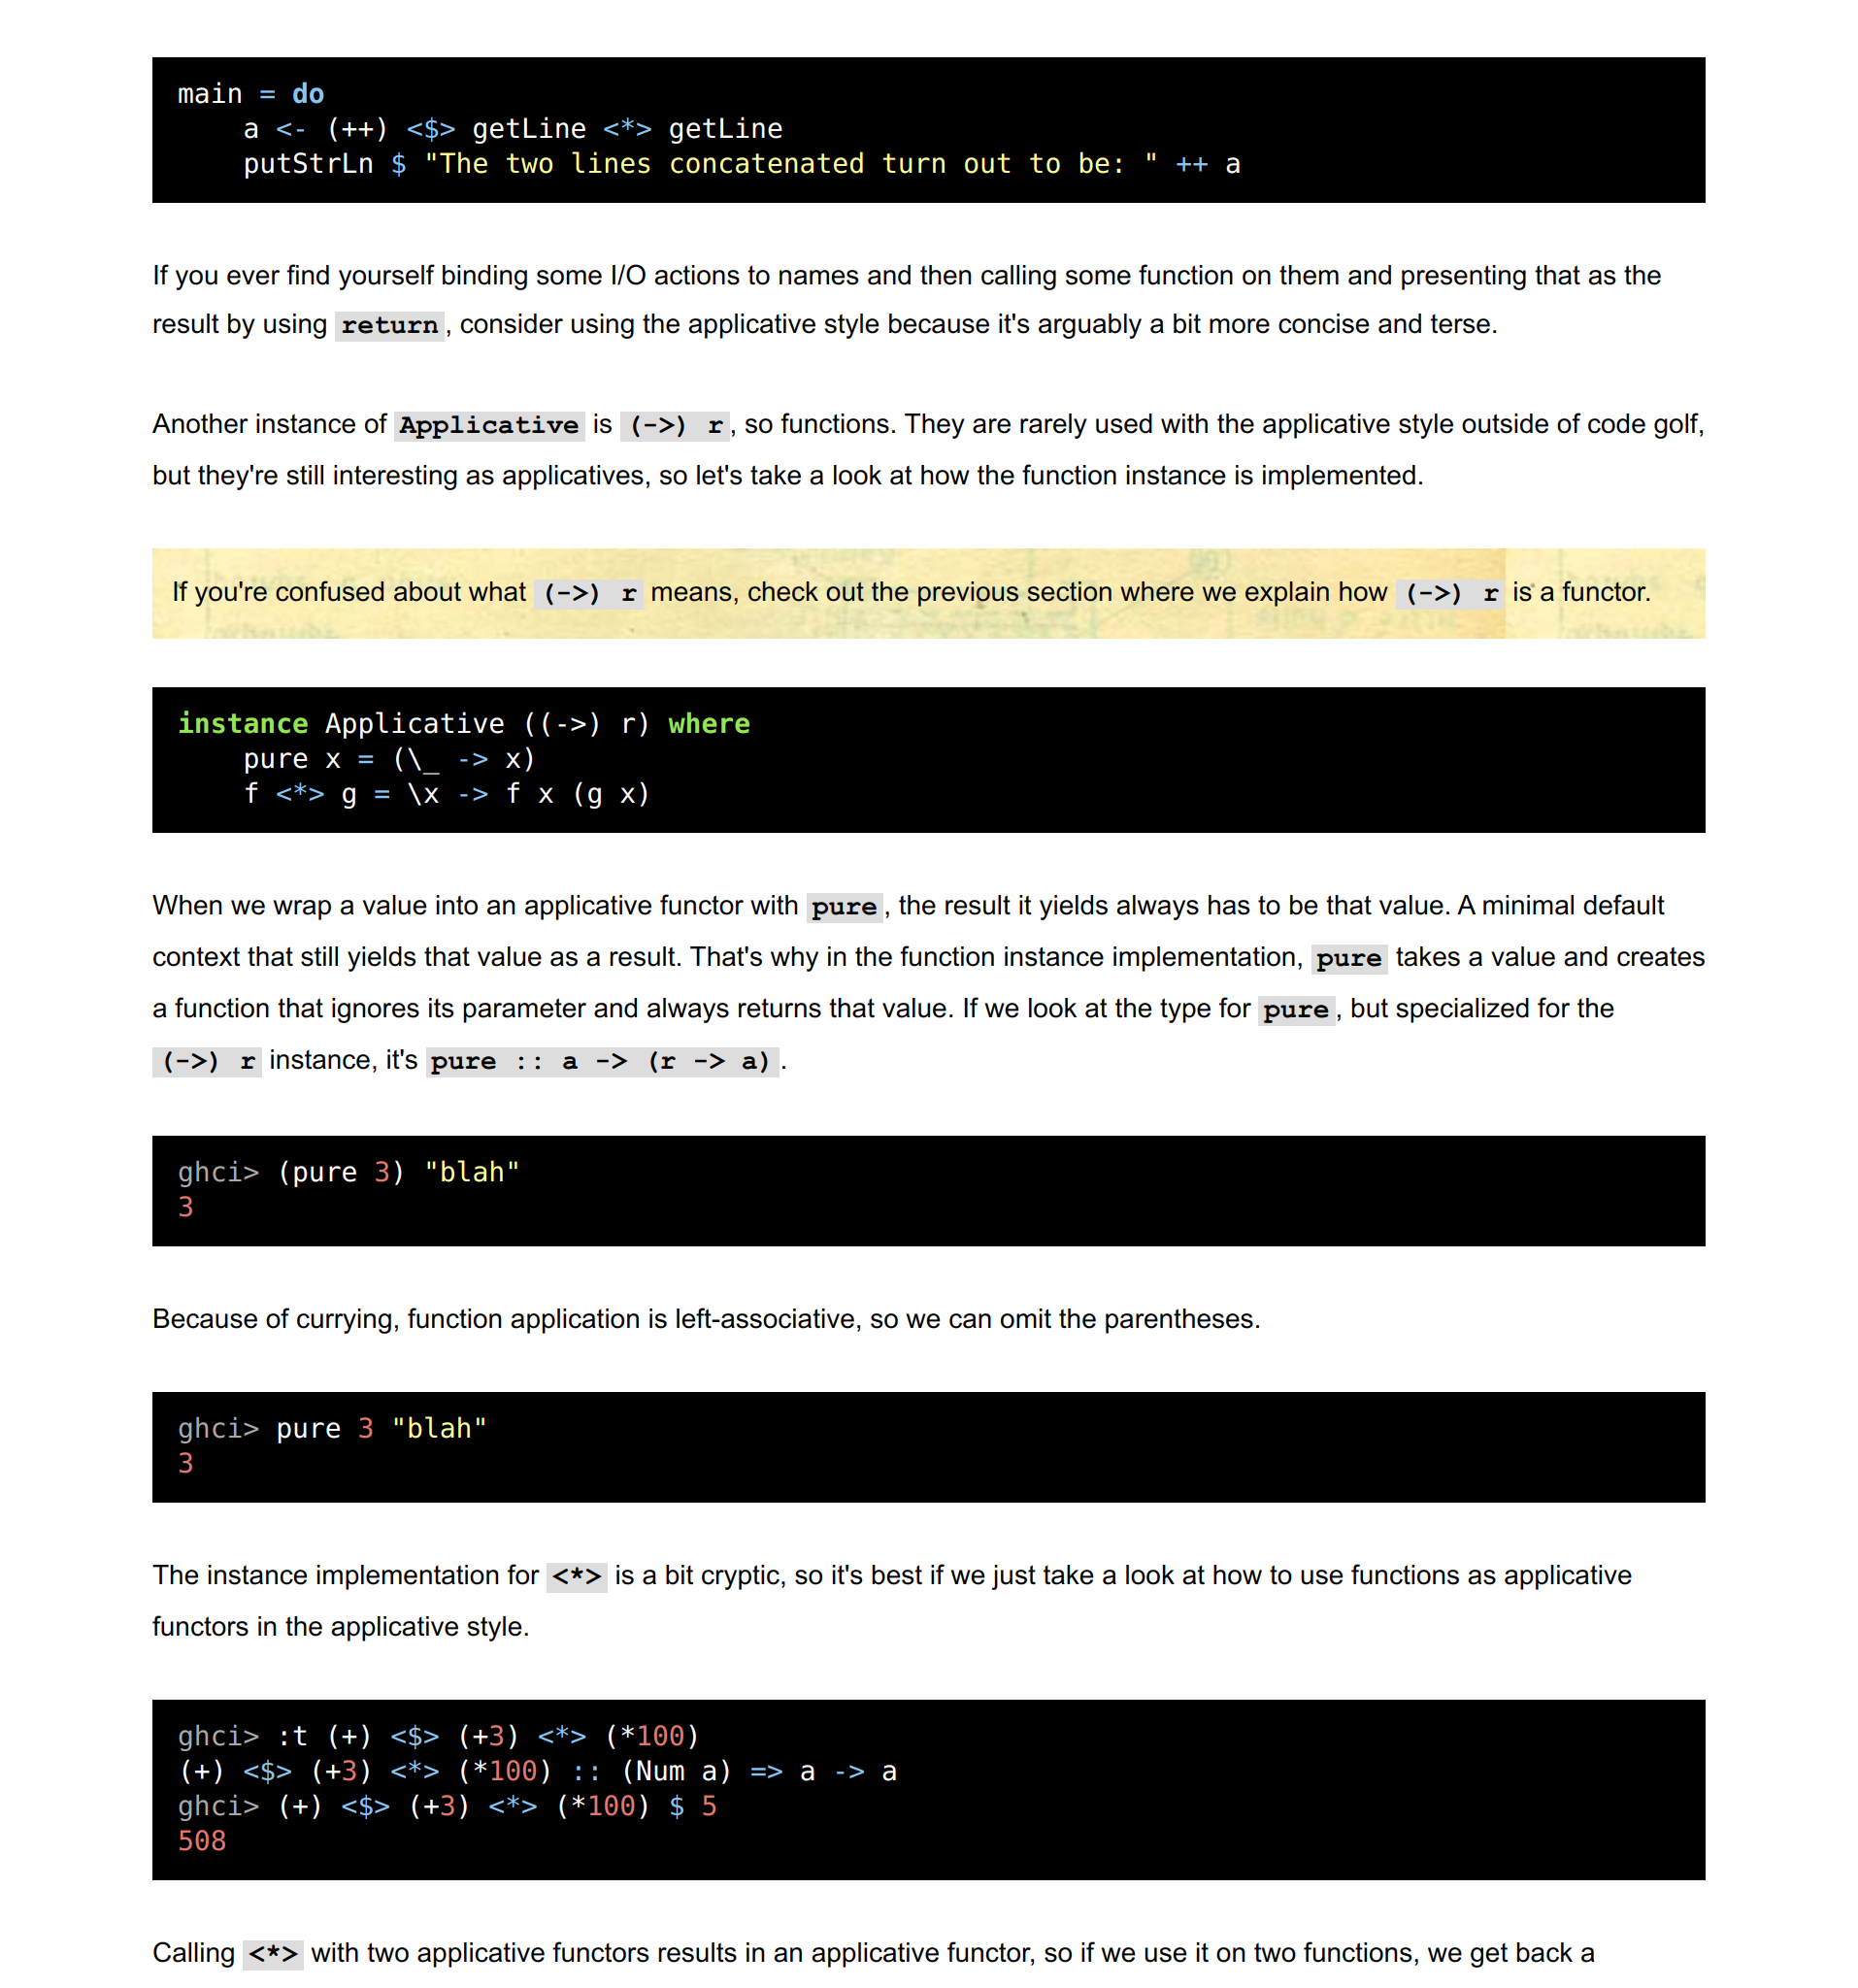 main = do
    a <- (++) <$> getLine <*> getLine
    putStrLn $ "The two lines concatenated turn out to be: " ++ a
If you ever find yourself binding some I/O actions to names and then calling some function on them and presenting that as the
result by using return, consider using the applicative style because it's arguably a bit more concise and terse.
Another instance of Applicative is (->) r, so functions. They are rarely used with the applicative style outside of code golf,
but they're still interesting as applicatives, so let's take a look at how the function instance is implemented.
If you're confused about what (->) r means, check out the previous section where we explain how (->) r is a functor.
instance Applicative ((->) r) where
    pure x = (\_ -> x)
    f <*> g = \x -> f x (g x)
When we wrap a value into an applicative functor with pure, the result it yields always has to be that value. A minimal default
context that still yields that value as a result. That's why in the function instance implementation, pure takes a value and creates
a function that ignores its parameter and always returns that value. If we look at the type for pure, but specialized for the
(->) r instance, it's pure :: a -> (r -> a).
ghci> (pure 3) "blah"
3
Because of currying, function application is left-associative, so we can omit the parentheses.
ghci> pure 3 "blah"
3
The instance implementation for <*> is a bit cryptic, so it's best if we just take a look at how to use functions as applicative
functors in the applicative style.
ghci> :t (+) <$> (+3) <*> (*100)
(+) <$> (+3) <*> (*100) :: (Num a) => a -> a
ghci> (+) <$> (+3) <*> (*100) $ 5
508
Calling <*> with two applicative functors results in an applicative functor, so if we use it on two functions, we get back a